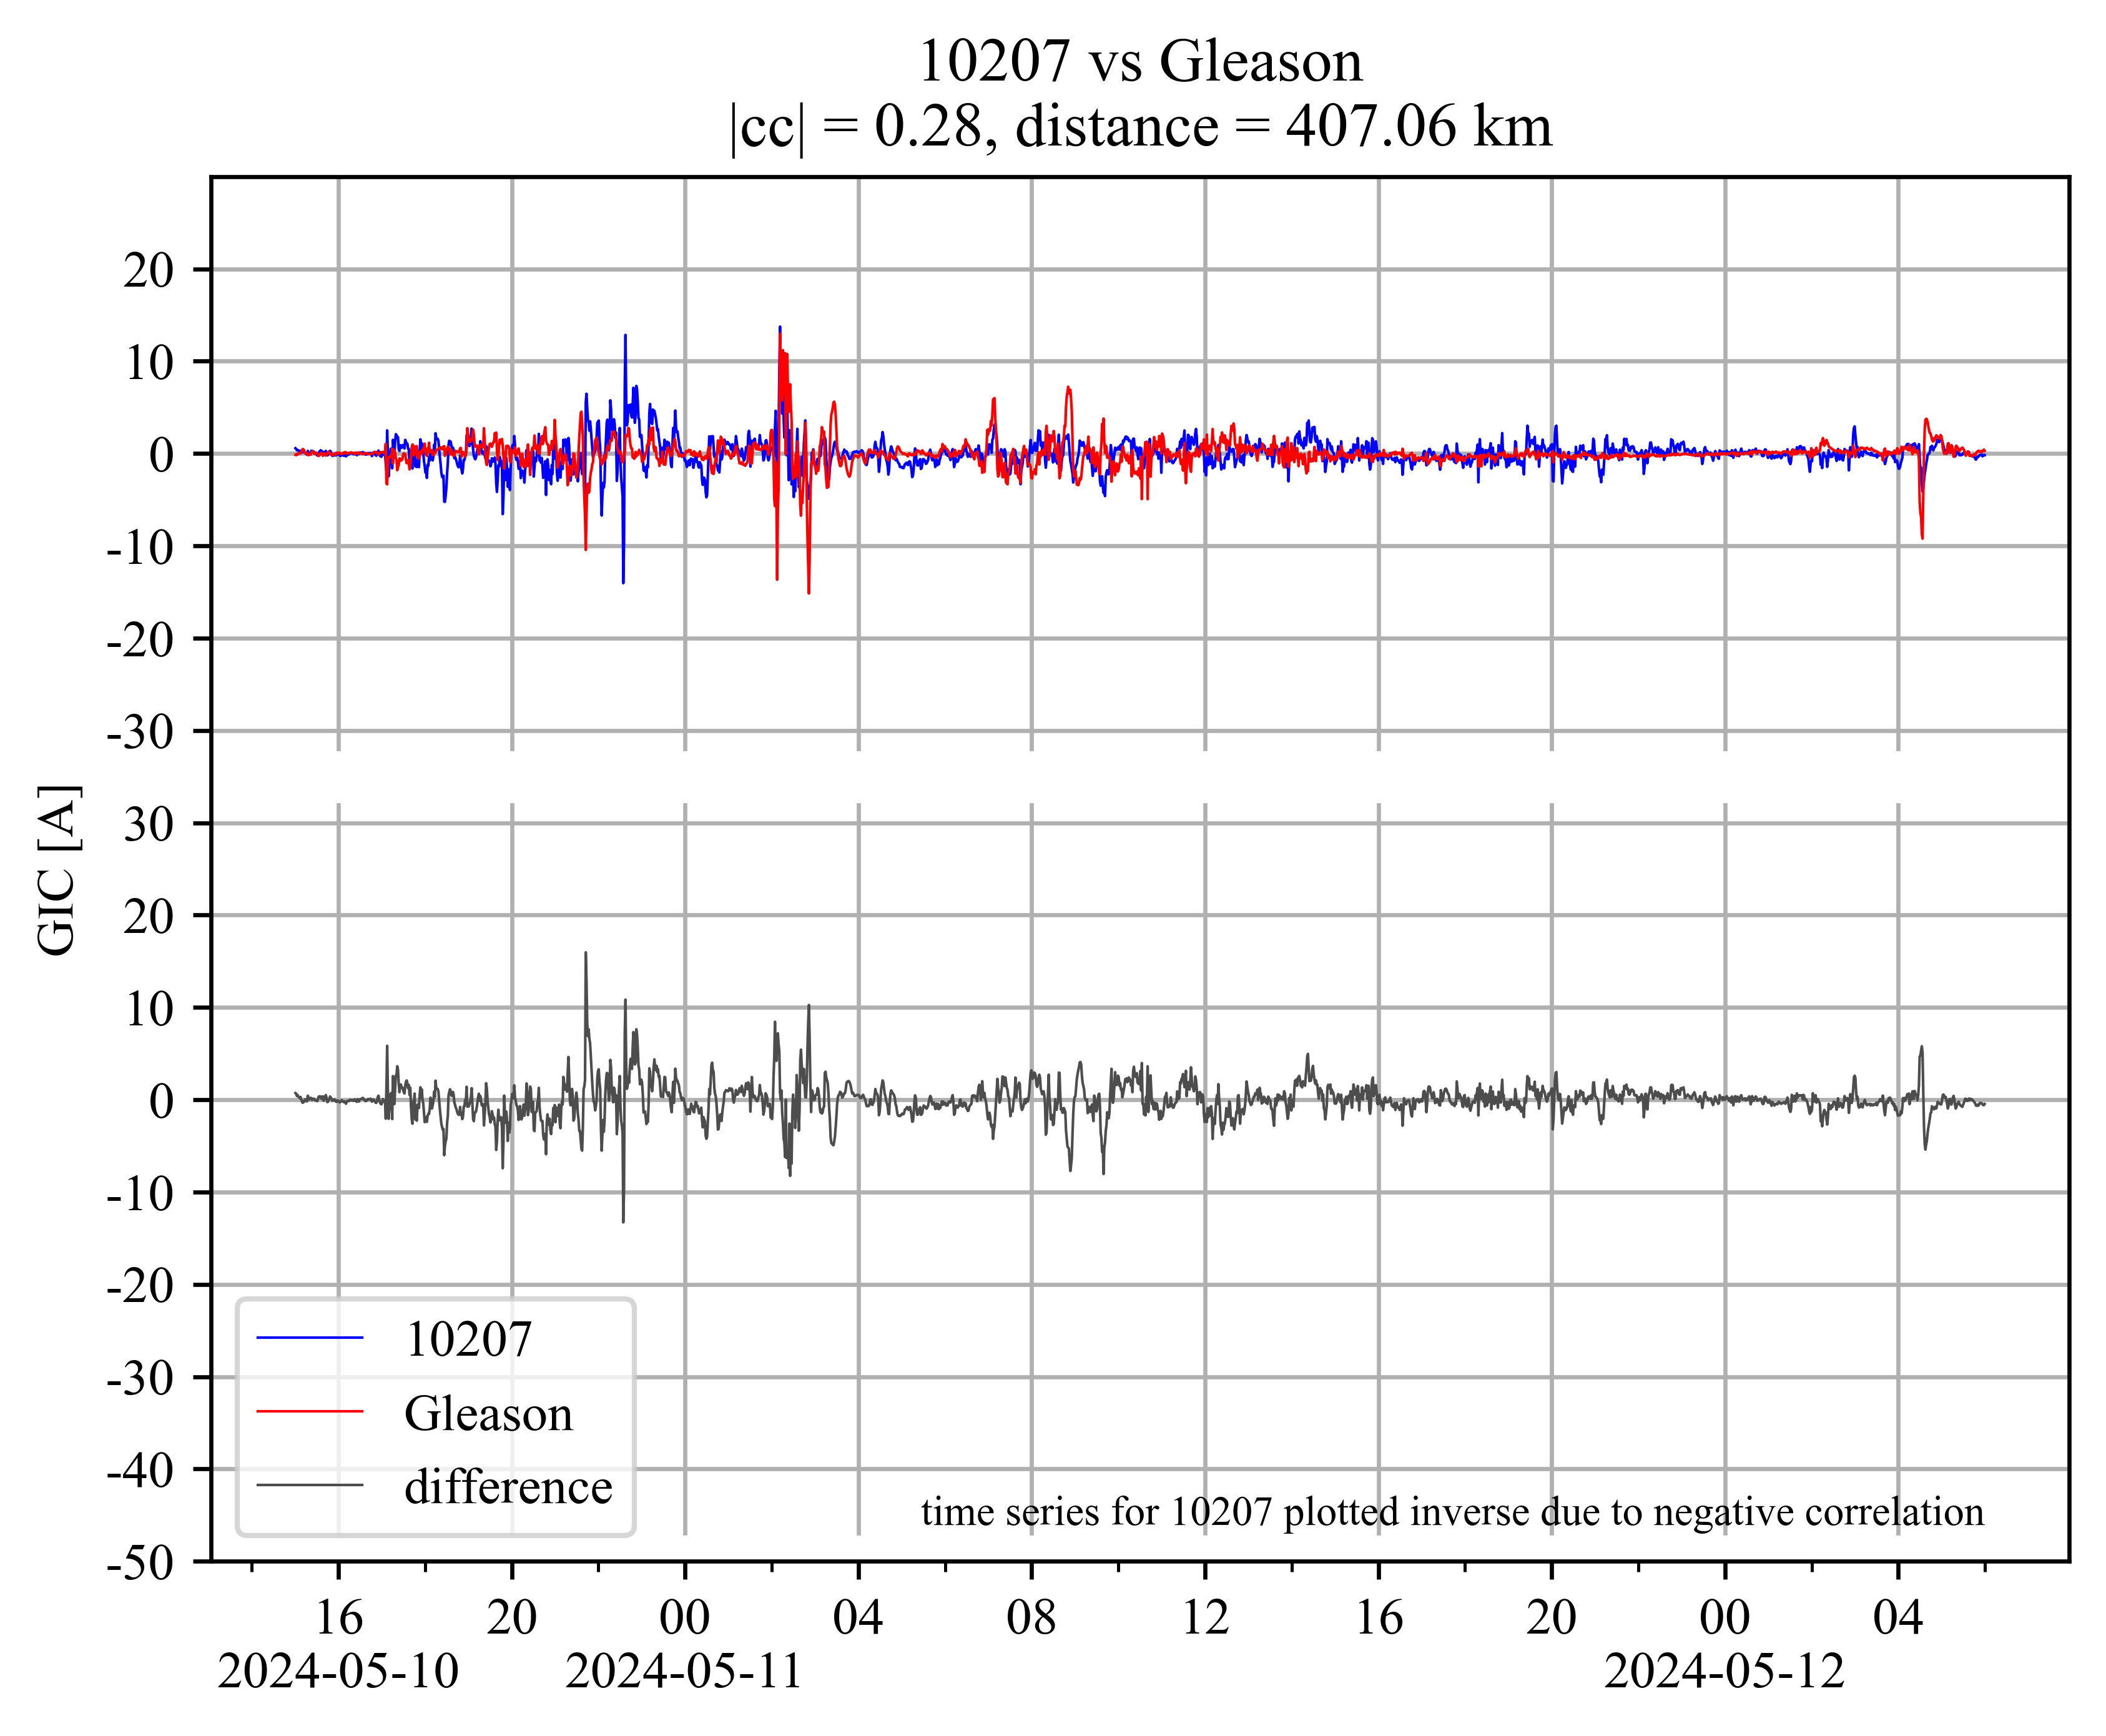 10207 vs Gleason
|cc| = 0.28, distance = 407.06 km
GIC [A]
20
10
0
-10
-20
-30
30
20
10
0
-10
-20
-30
-40
-50
10207
Gleason
difference
time series for 10207 plotted inverse due to negative correlation
16 20 00 04 08 12 16 20 00 04
2024-05-10 2024-05-11 2024-05-12